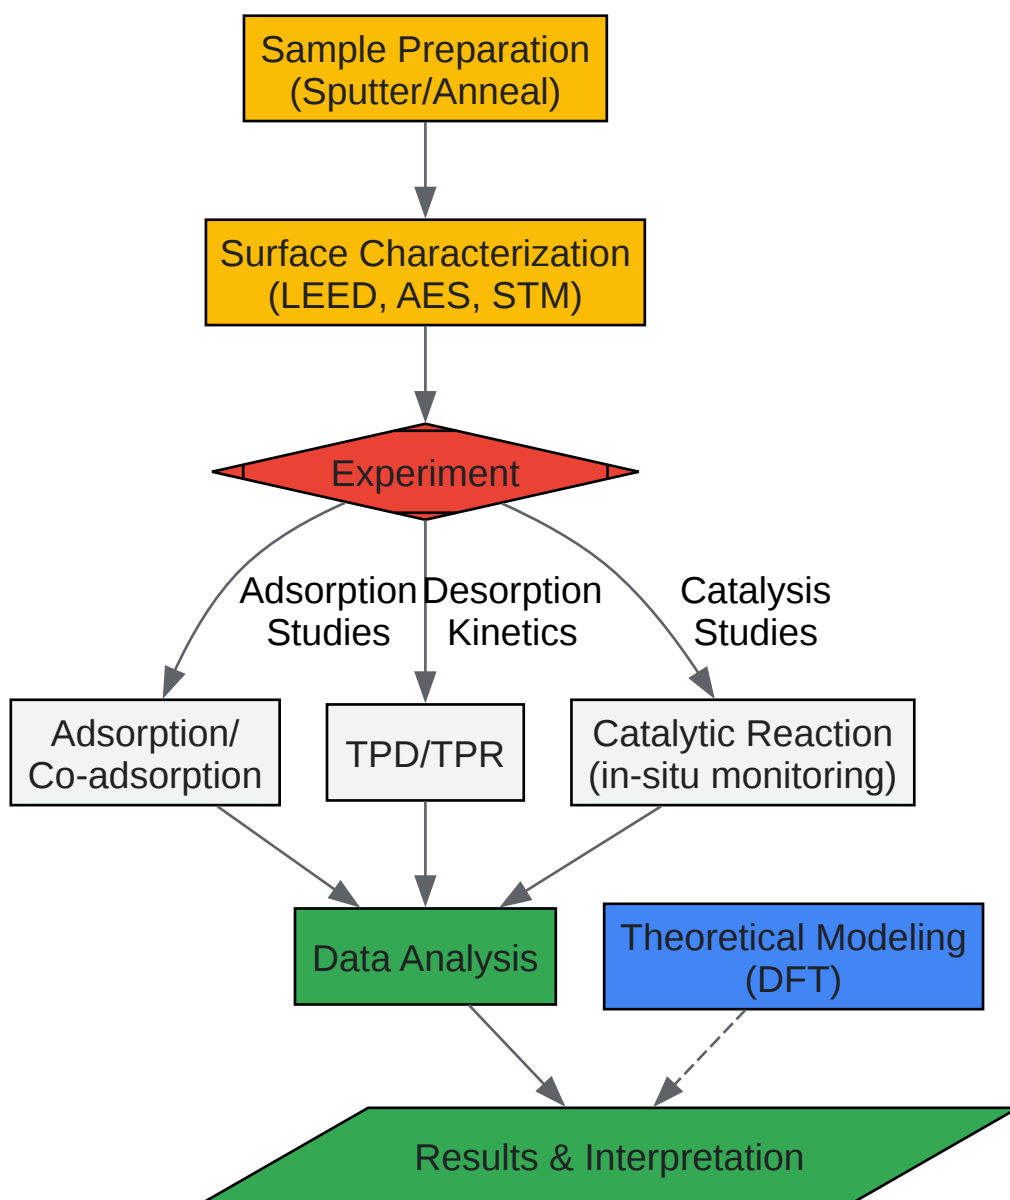 Sample Preparation
(Sputter/Anneal)
Surface Characterization
(LEED, AES, STM)
Experiment
Adsorption
Studies
Desorption
Kinetics
Catalysis
Studies
Adsorption/
Co-adsorption
TPD/TPR
Catalytic Reaction
(in-situ monitoring)
Data Analysis
Theoretical Modeling
(DFT)
Results & Interpretation